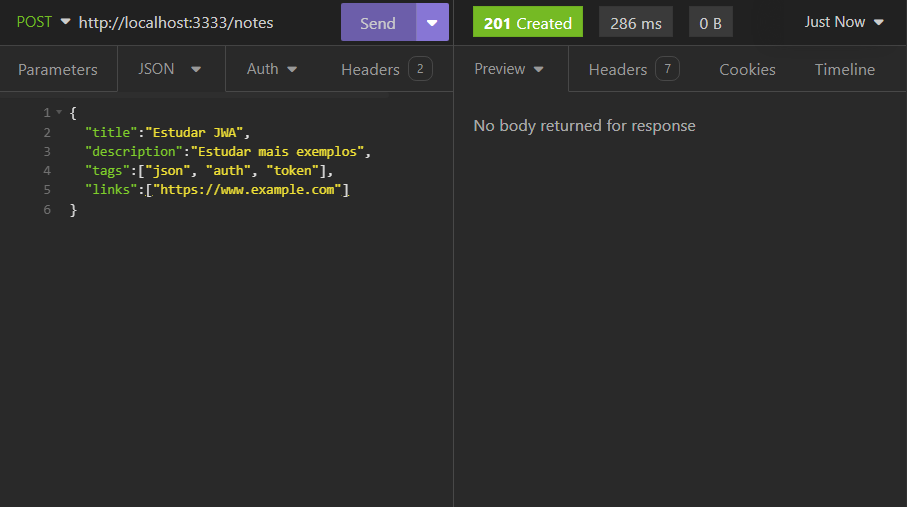 POST http://localhost:3333/notes Send 201 Created 286 ms 0 B Just Now
Parameters JSON Auth Headers 2 Preview Headers 7 Cookies Timeline
1 {
2 "title":"Estudar JWA",
3 "description":"Estudar mais exemplos",
4 "tags":["json", "auth", "token"],
5 "links":["https://www.example.com"]
6 }
No body returned for response